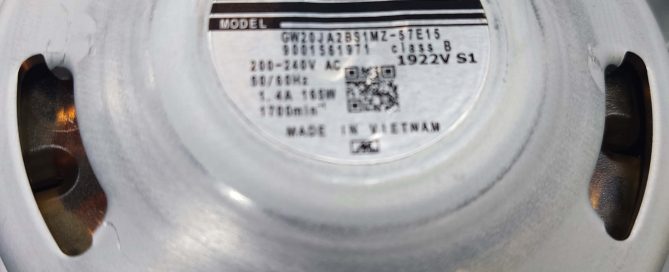 MODEL
GW20JA2BS1MZ-57E15
9001561971 class B
200-240V AC 1922V S1
60/60Hz
1.4A 165W
1700min⁻¹
MADE IN VIETNAM